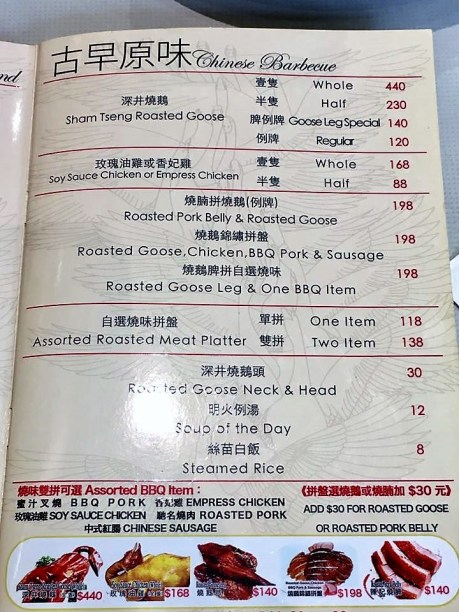 nd
古早原味 Chinese Barbecue
壹隻 Whole 440
深井燒鵝 半隻 Half 230
Sham Tseng Roasted Goose 脾例牌 Goose Leg Special 140
例牌 Regular 120
玫瑰油雞或香妃雞 壹隻 Whole 168
Soy Sauce Chicken or Empress Chicken 半隻 Half 88
燒腩拼燒鵝(例牌) 198
Roasted Pork Belly & Roasted Goose
燒鵝錦繡拼盤 198
Roasted Goose,Chicken,BBQ Pork & Sausage
燒鵝脾拼自選燒味 198
Roasted Goose Leg & One BBQ Item
自選燒味拼盤 單拼 One Item 118
Assorted Roasted Meat Platter 雙拼 Two Item 138
深井燒鵝頭 30
Roasted Goose Neck & Head
明火例湯 12
Soup of the Day
絲苗白飯 8
Steamed Rice
燒味雙拼可選 Assorted BBQ Item : 《拼盤選燒鵝或燒腩加 $30 元》
蜜汁叉燒 BBQ PORK 香妃雞 EMPRESS CHICKEN ADD $30 FOR ROASTED GOOSE
玫瑰油雞 SOY SAUCE CHICKEN 馳名燒肉 ROASTED PORK OR ROASTED PORK BELLY
中式紅腸 CHINESE SAUSAGE
$440 $168 $140 $198 $140